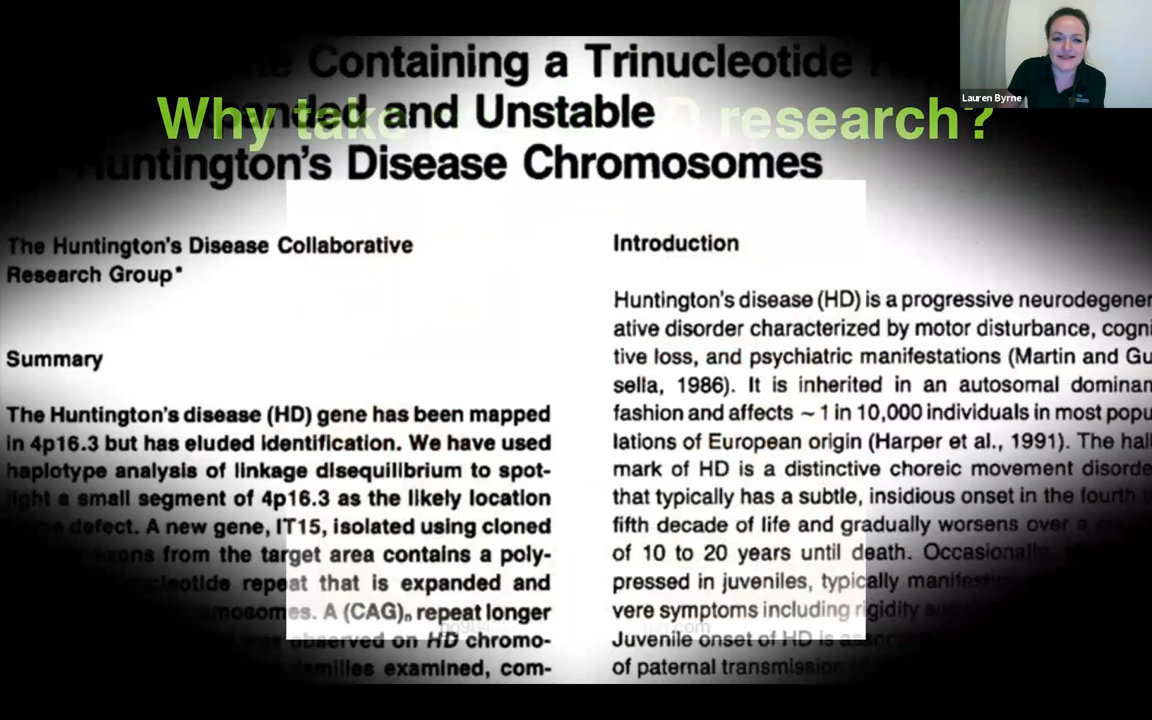 Containing a Trinucleotide
and Unstable
Why take research?
Huntington's Disease Chromosomes
Lauren Byrne
The Huntington's Disease Collaborative
Research Group*
Summary
The Huntington's disease (HD) gene has been mapped
in 4p16.3 but has eluded identification. We have used
haplotype analysis of linkage disequilibrium to spot-
light a small segment of 4p16.3 as the likely location
defect. A new gene, IT15, isolated using cloned
exons from the target area contains a poly-
repeat that is expanded and
A (CAG)n repeat longer
observed on HD chromo-
families examined, com-
Introduction
Huntington's disease (HD) is a progressive neurodegener
ative disorder characterized by motor disturbance, cogni
tive loss, and psychiatric manifestations (Martin and Gu
sella, 1986). It is inherited in an autosomal dominan
fashion and affects ~ 1 in 10,000 individuals in most popu
lations of European origin (Harper et al., 1991). The hall
mark of HD is a distinctive choreic movement disorde
that typically has a subtle, insidious onset in the fourth
fifth decade of life and gradually worsens over a
of 10 to 20 years until death. Occasionally,
pressed in juveniles, typically
vere symptoms including rigidity
Juvenile onset of HD is
of paternal transmission